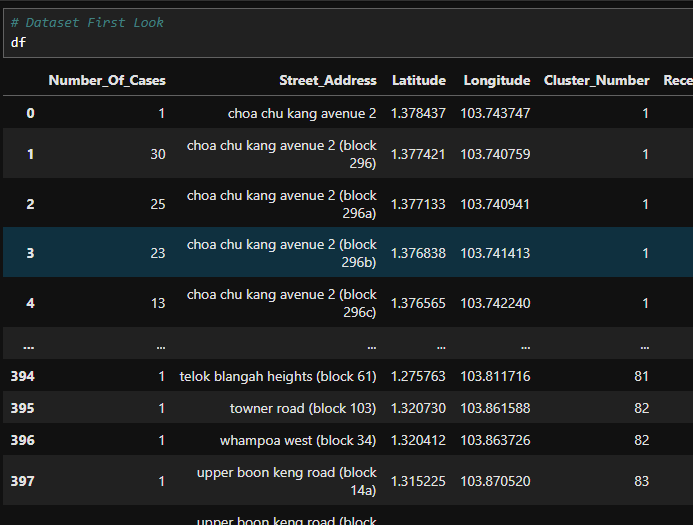 # Dataset First Look
df
Number_Of_Cases Street_Address Latitude Longitude Cluster_Number Rece
0 1 choa chu kang avenue 2 1.378437 103.743747 1
1 30 choa chu kang avenue 2 (block 296) 1.377421 103.740759 1
2 25 choa chu kang avenue 2 (block 296a) 1.377133 103.740941 1
3 23 choa chu kang avenue 2 (block 296b) 1.376838 103.741413 1
4 13 choa chu kang avenue 2 (block 296c) 1.376565 103.742240 1
... ... ... ... ... ...
394 1 telok blangah heights (block 61) 1.275763 103.811716 81
395 1 towner road (block 103) 1.320730 103.861588 82
396 1 whampoa west (block 34) 1.320412 103.863726 82
397 1 upper boon keng road (block 14a) 1.315225 103.870520 83
upper boon keng road (block